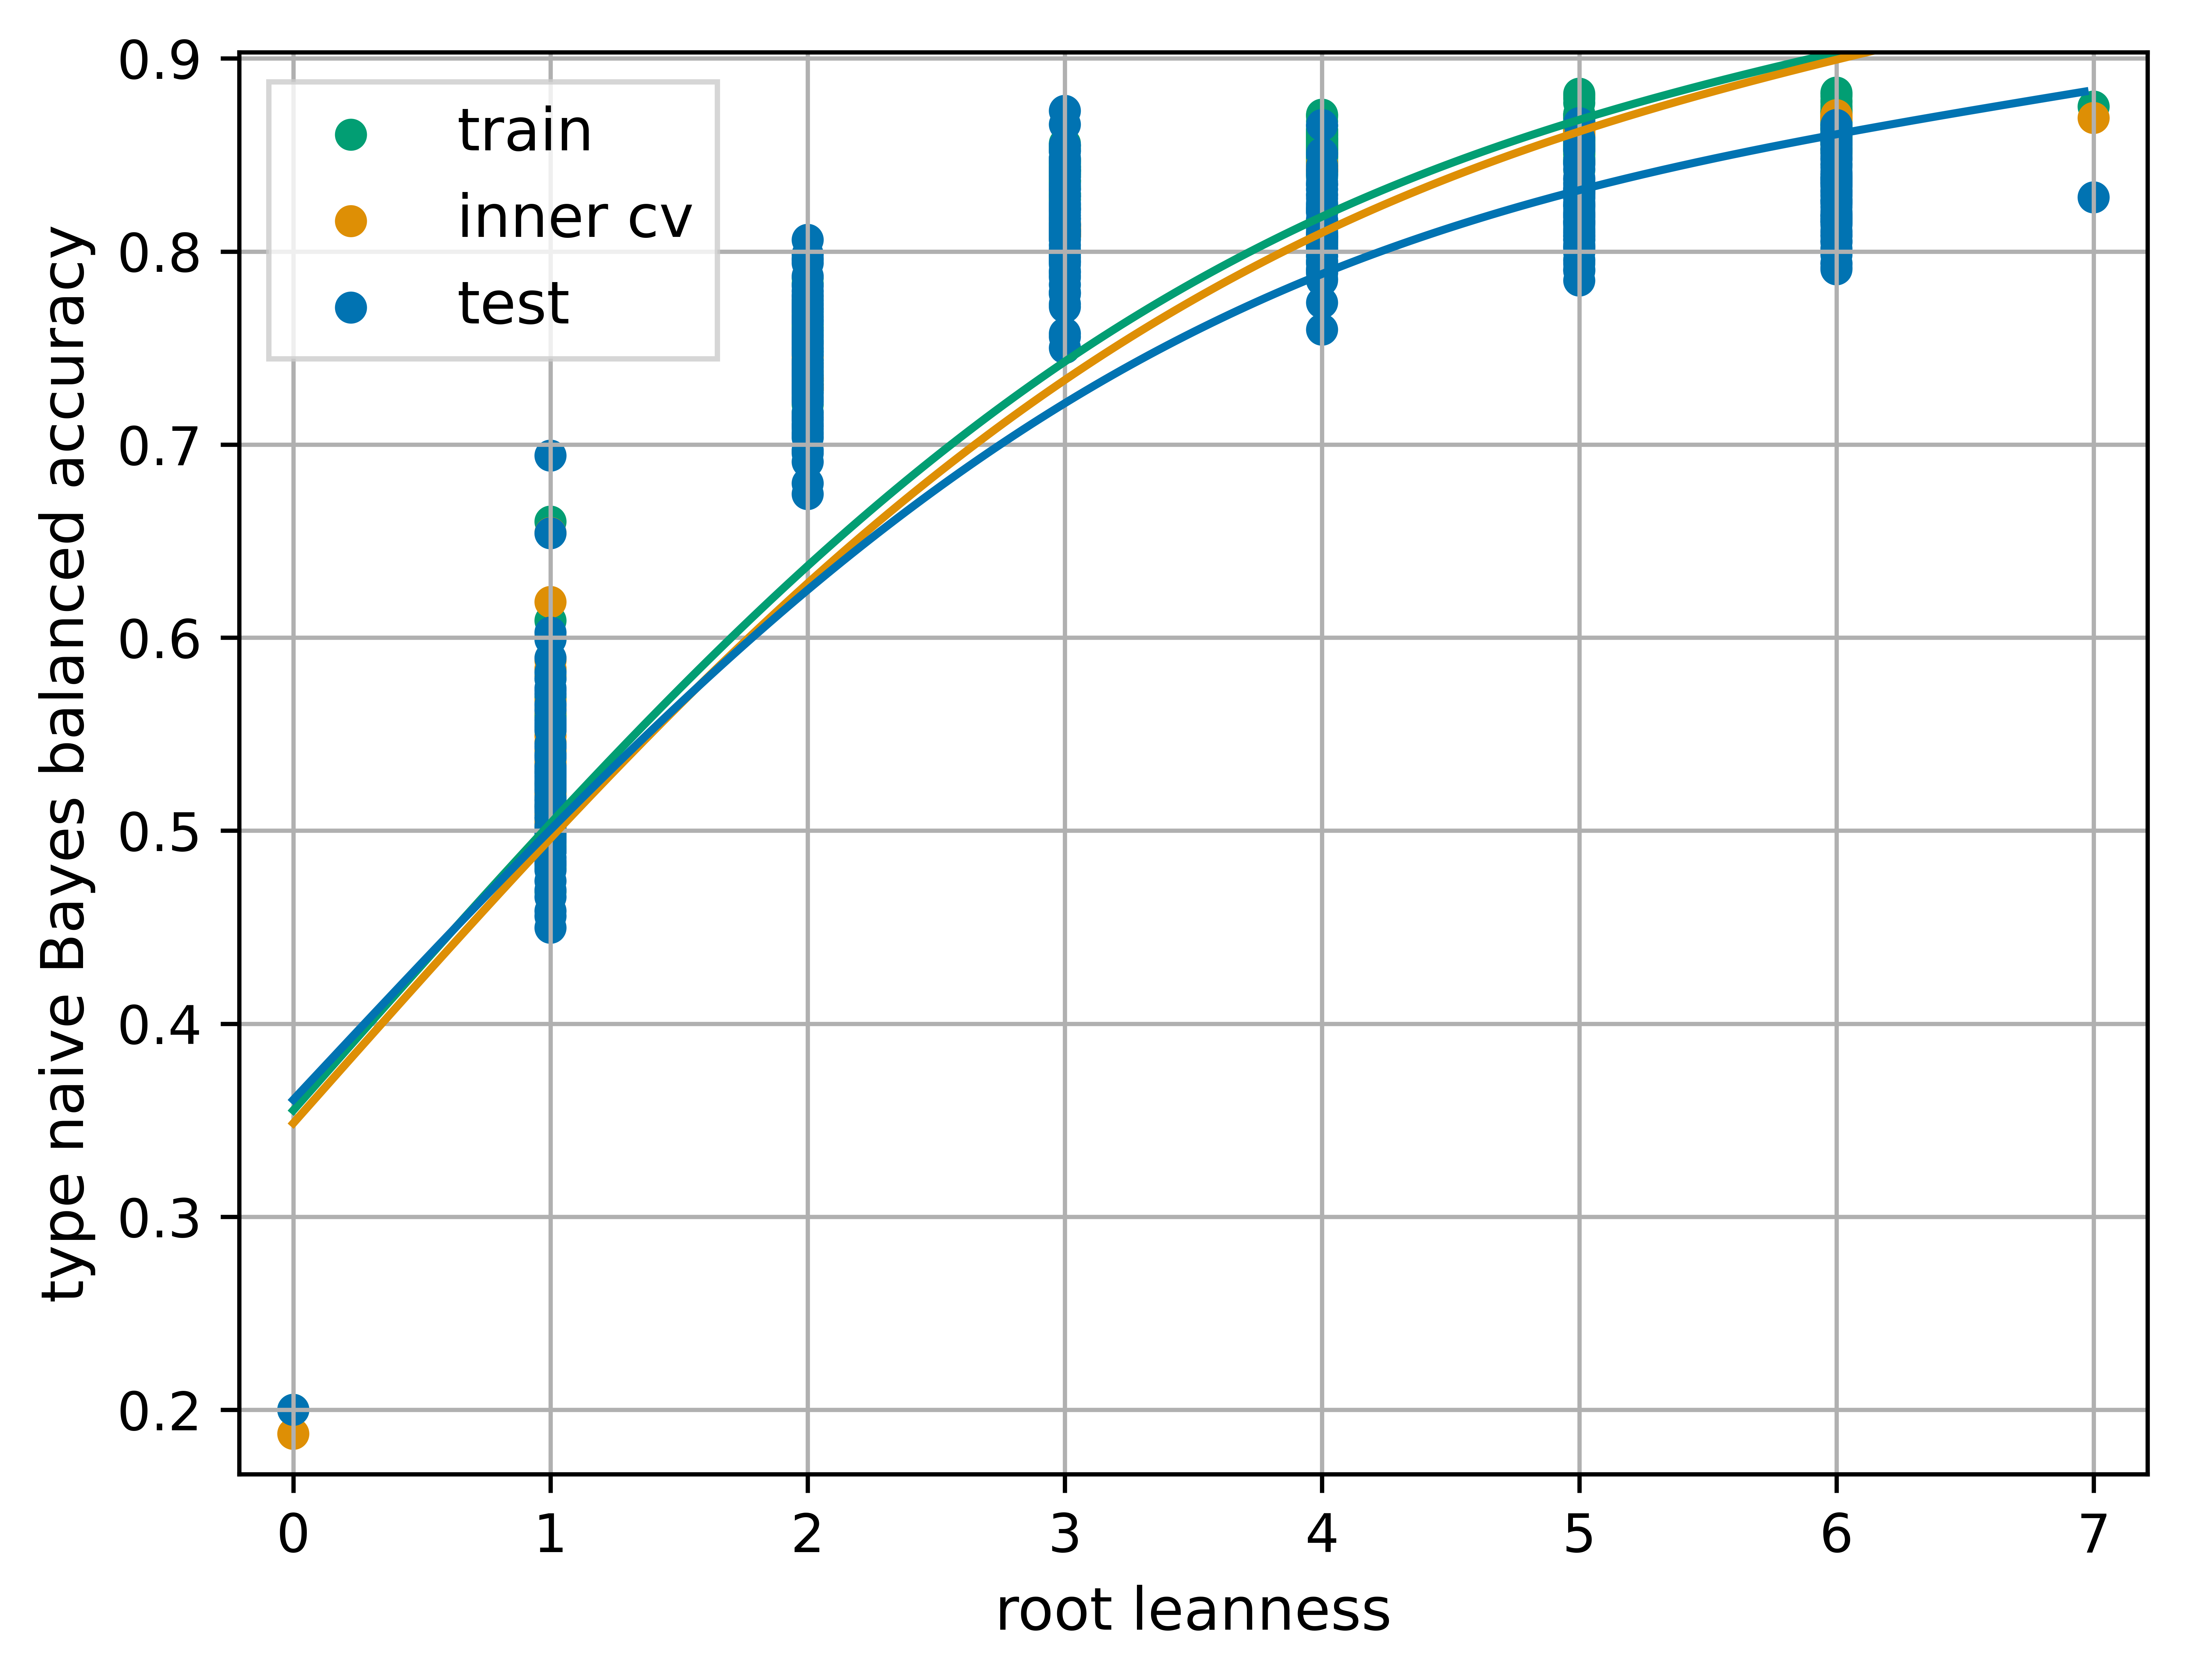 0.9
0.8
0.7
0.6
0.5
0.4
0.3
0.2
type naive Bayes balanced accuracy
train
inner cv
test
0 1 2 3 4 5 6 7
root leanness